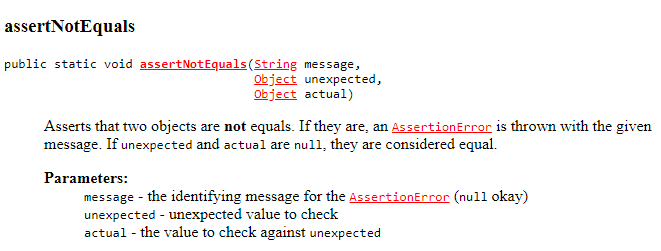 assertNotEquals
public static void assertNotEquals(String message,
Object unexpected,
Object actual)
Asserts that two objects are not equals. If they are, an AssertionError is thrown with the given
message. If unexpected and actual are null, they are considered equal.
Parameters:
message - the identifying message for the AssertionError (null okay)
unexpected - unexpected value to check
actual - the value to check against unexpected